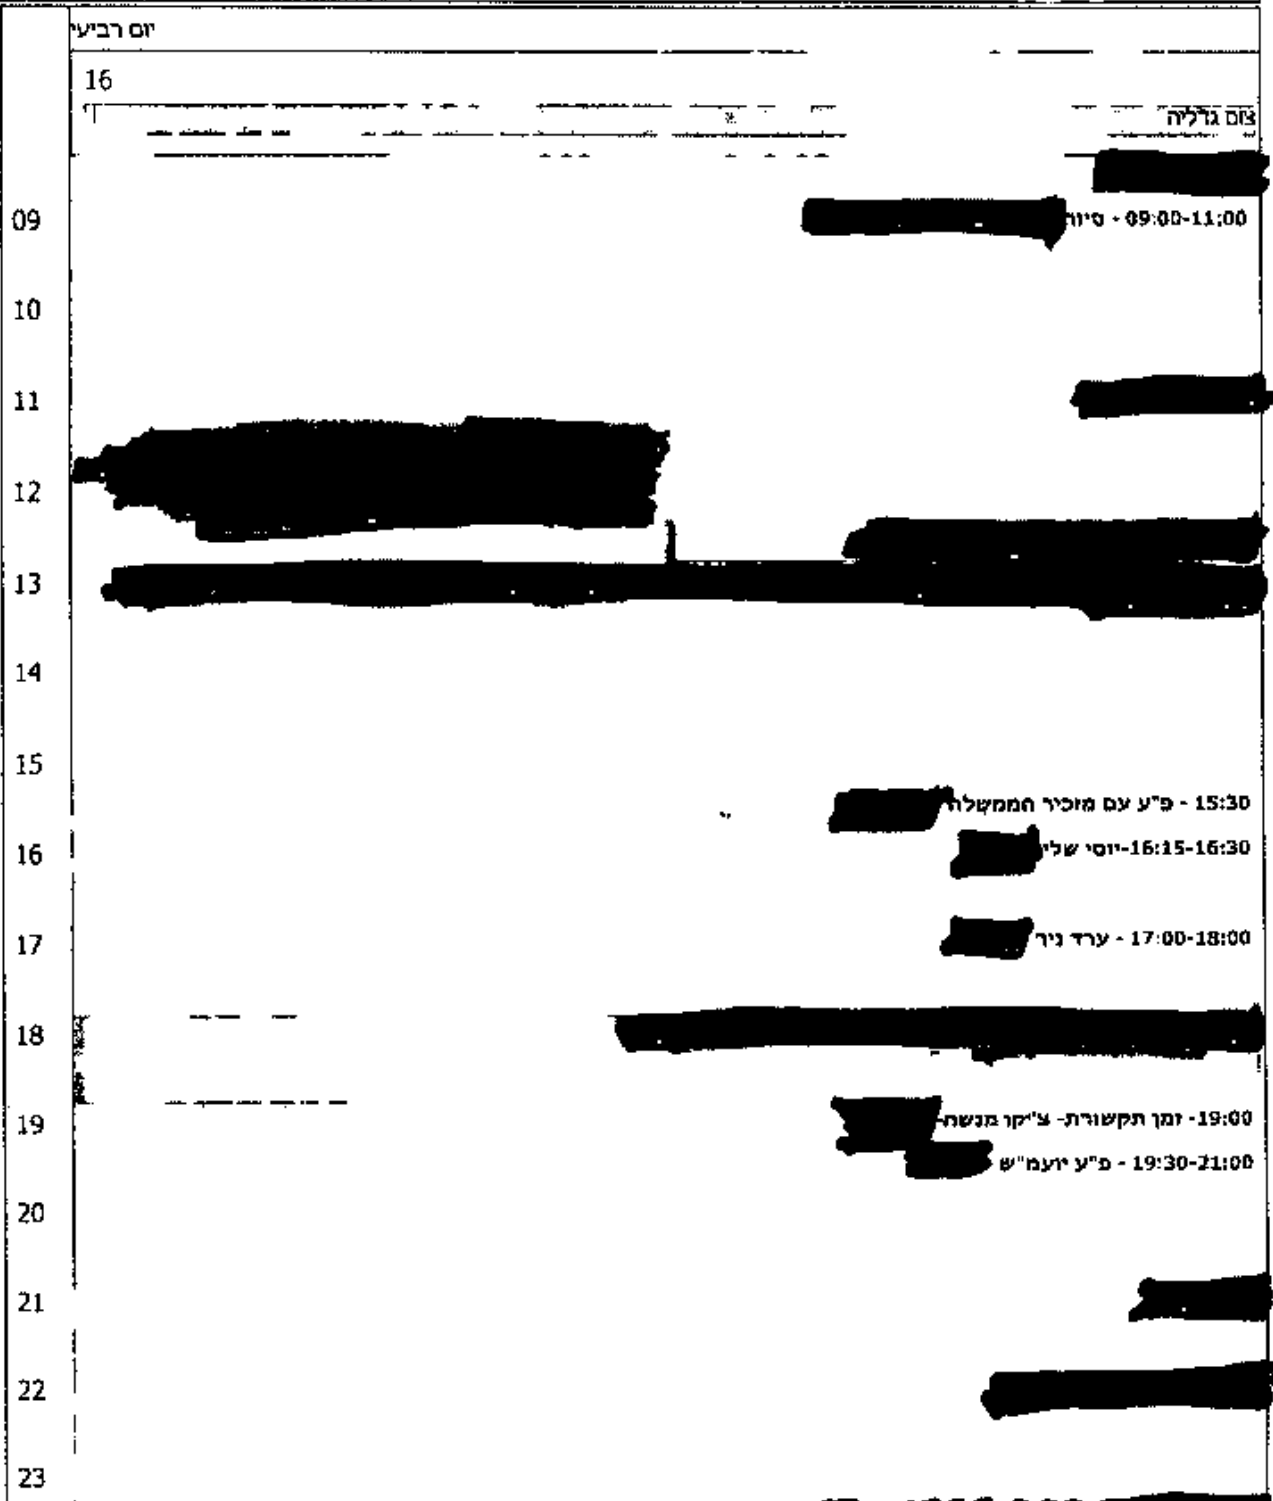 יום רביעי
16
צום גדליה
09
09:00-11:00 - סיור
10
11
12
13
14
15
15:30 - פ"ע עם מזכיר הממשלה
16
16:15-16:30-יוסי שלי
17
17:00-18:00 - ערד ניר
18
19
19:00- זמן תקשורת- צ'יקו מנשה-
19:30-21:00 - פ"ע יועמ"ש
20
21
22
23